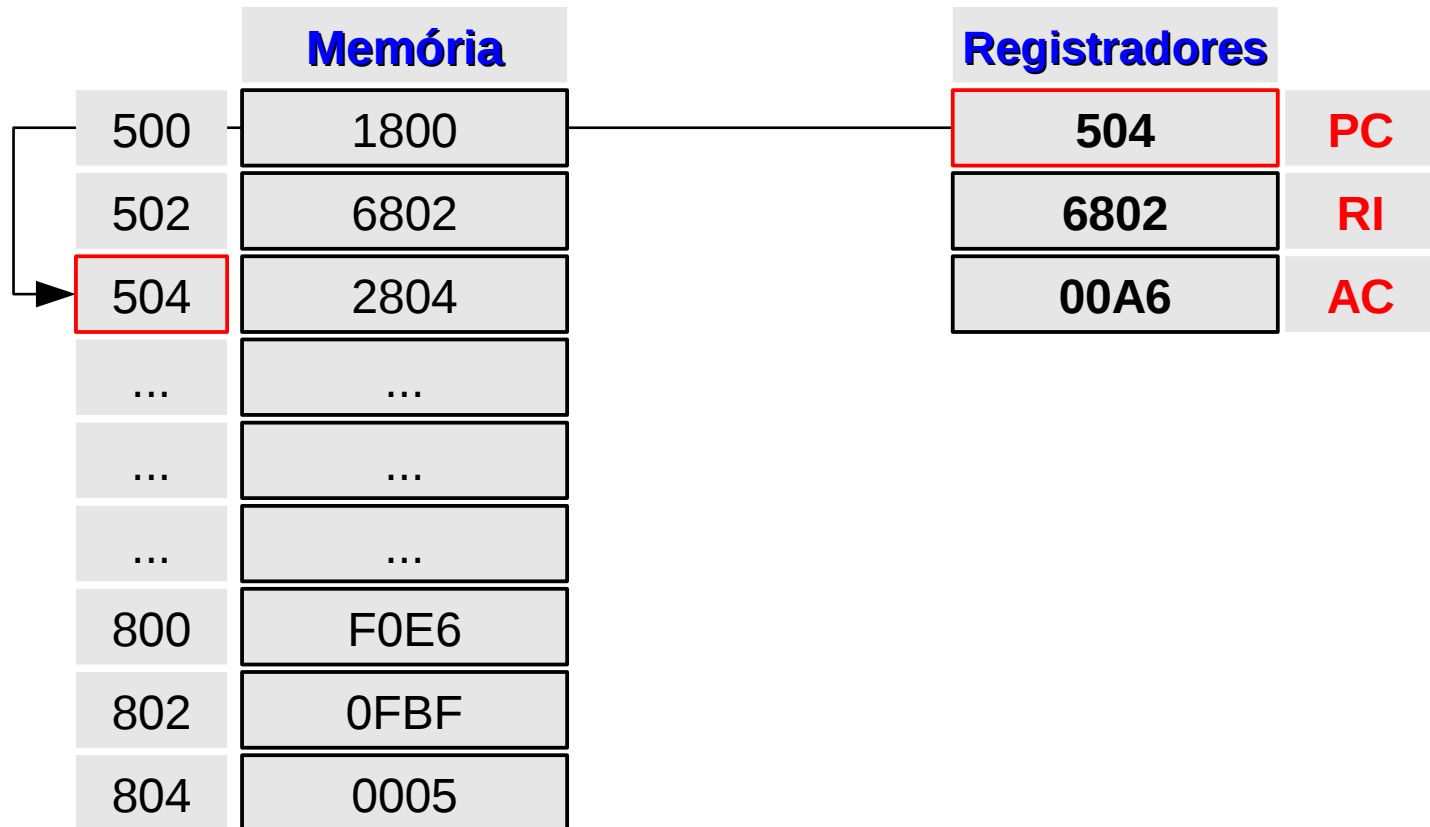 Memória Registradores
500 1800 504 PC
502 6802 6802 RI
504 2804 00A6 AC
... ...
... ...
... ...
800 F0E6
802 0FBF
804 0005